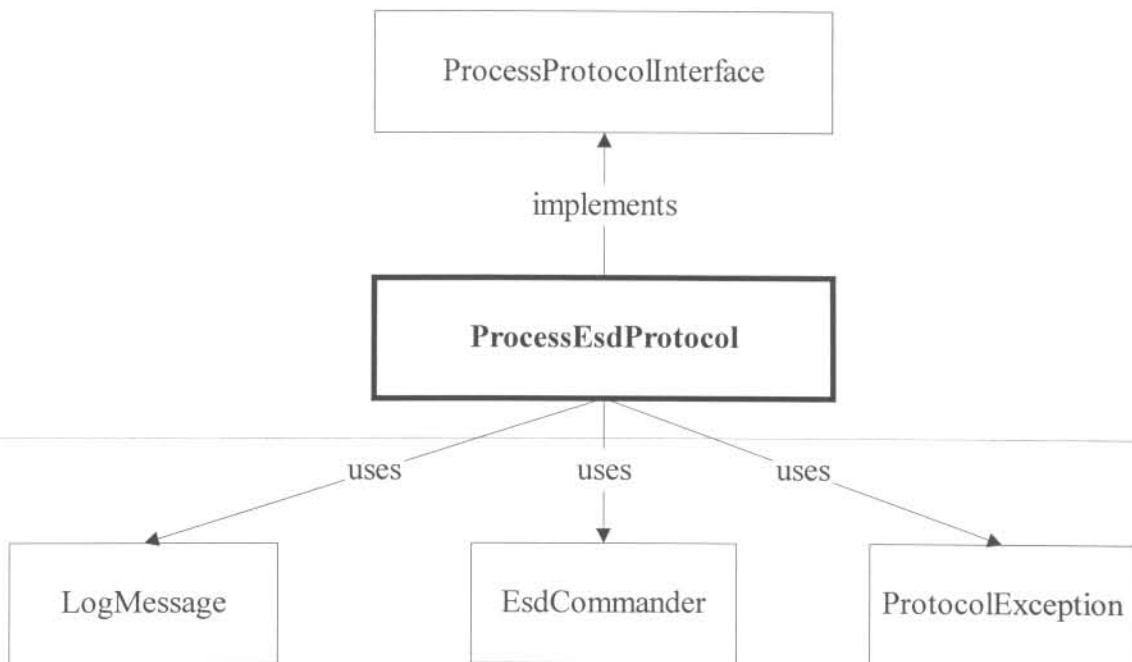 ProcessProtocolInterface
implements
ProcessEsdProtocol
uses
uses
uses
LogMessage
EsdCommander
ProtocolException